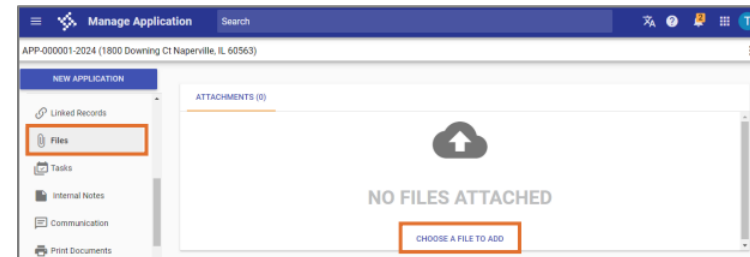 Manage Application
Search
2
T
APP-000001-2024 (1800 Downing Ct Naperville, IL 60563)
NEW APPLICATION
ATTACHMENTS (0)
Linked Records
Files
Tasks
Internal Notes
NO FILES ATTACHED
Communication
CHOOSE A FILE TO ADD
Print Documents